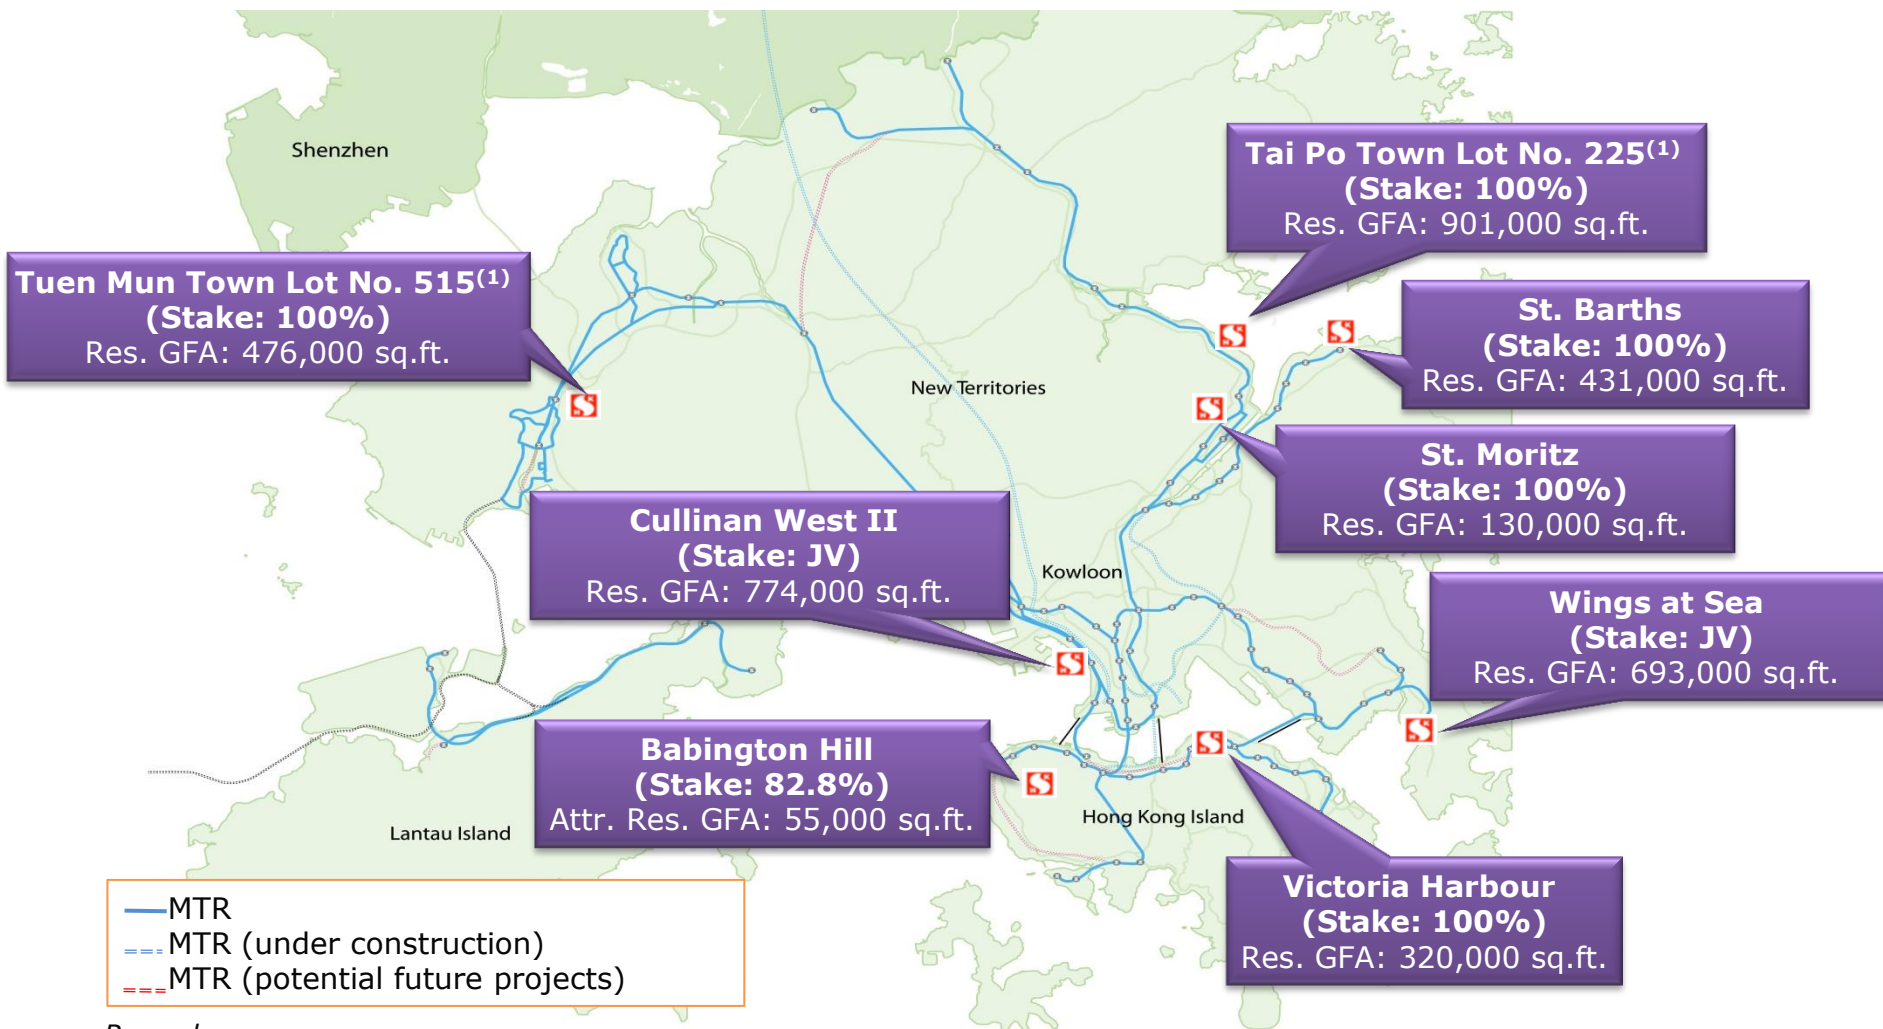 Shenzhen
Tai Po Town Lot No. 225(1)
(Stake: 100%)
Res. GFA: 901,000 sq.ft.
Tuen Mun Town Lot No. 515(1)
(Stake: 100%)
Res. GFA: 476,000 sq.ft.
St. Barths
(Stake: 100%)
Res. GFA: 431,000 sq.ft.
New Territories
St. Moritz
(Stake: 100%)
Res. GFA: 130,000 sq.ft.
Cullinan West II
(Stake: JV)
Res. GFA: 774,000 sq.ft.
Kowloon
Wings at Sea
(Stake: JV)
Res. GFA: 693,000 sq.ft.
Babington Hill
(Stake: 82.8%)
Attr. Res. GFA: 55,000 sq.ft.
Hong Kong Island
Lantau Island
Victoria Harbour
(Stake: 100%)
Res. GFA: 320,000 sq.ft.
MTR
MTR (under construction)
MTR (potential future projects)